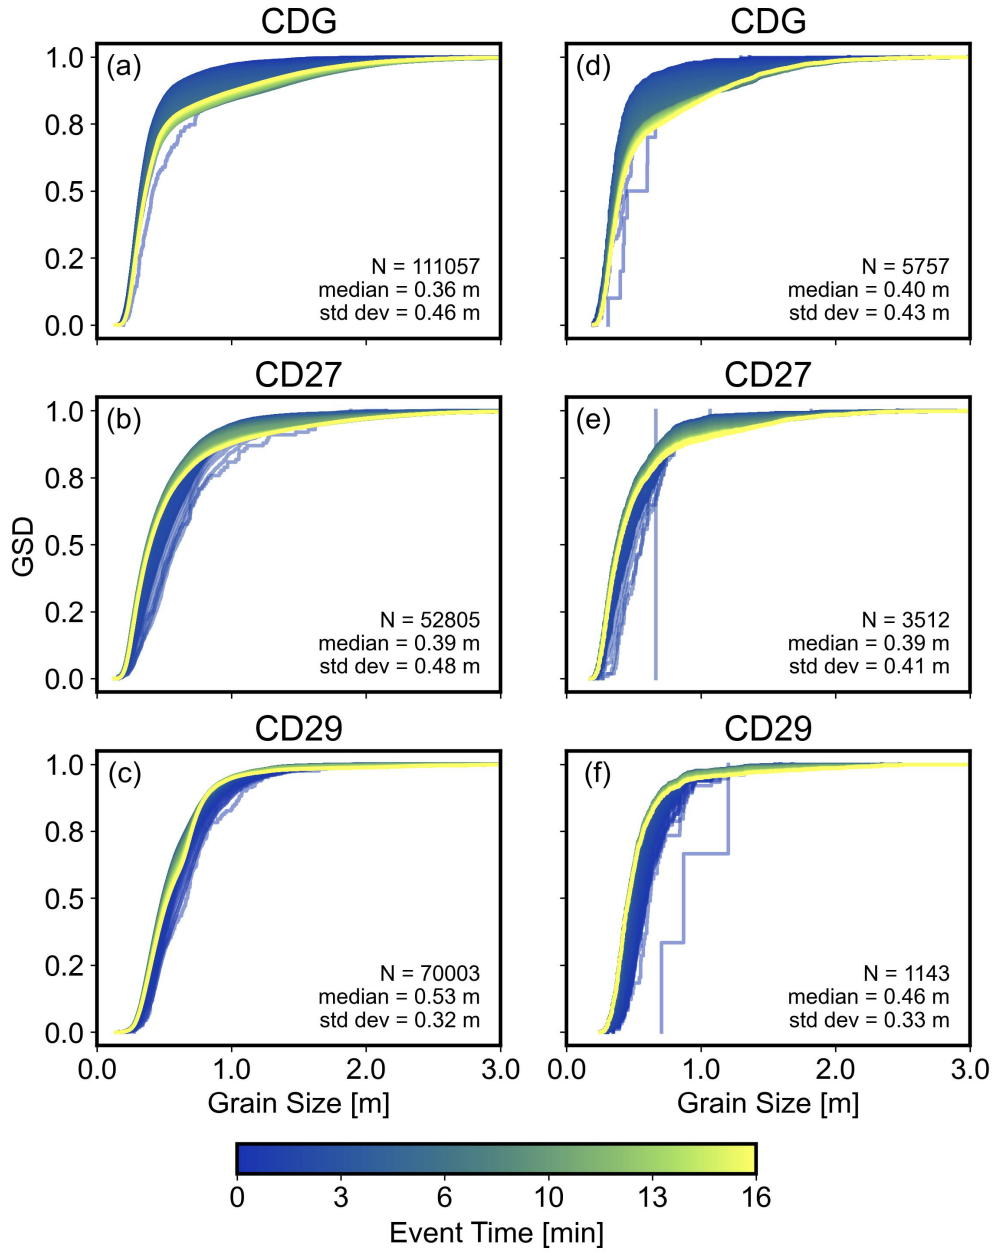 CDG
CDG
(a)
(d)
1.0
0.8
0.5
0.2
0.0
N = 111057
median = 0.36 m
std dev = 0.46 m
N = 5757
median = 0.40 m
std dev = 0.43 m
CD27
CD27
(b)
(e)
1.0
0.8
0.5
0.2
0.0
GSD
N = 52805
median = 0.39 m
std dev = 0.48 m
N = 3512
median = 0.39 m
std dev = 0.41 m
CD29
CD29
(c)
(f)
1.0
0.8
0.5
0.2
0.0
N = 70003
median = 0.53 m
std dev = 0.32 m
N = 1143
median = 0.46 m
std dev = 0.33 m
0.0 1.0 2.0 3.0
0.0 1.0 2.0 3.0
Grain Size [m]
Grain Size [m]
0 3 6 10 13 16
Event Time [min]